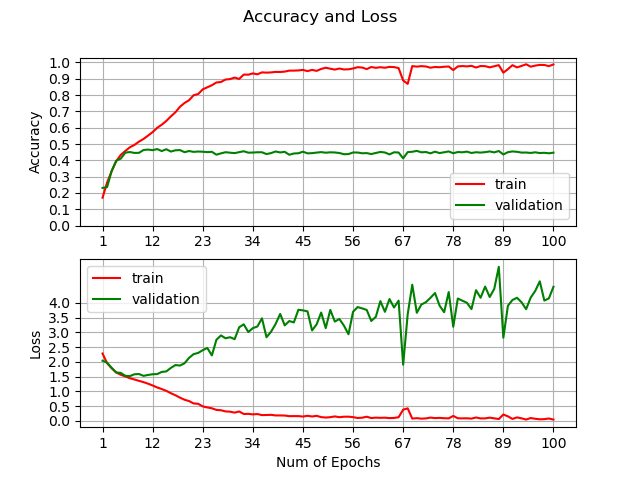 Accuracy and Loss
1.0
0.9
0.8
0.7
0.6
0.5
0.4
0.3
0.2
0.1
0.0
Accuracy
train
validation
1 12 23 34 45 56 67 78 89 100
train
validation
4.0
3.5
3.0
2.5
2.0
1.5
1.0
0.5
0.0
Loss
1 12 23 34 45 56 67 78 89 100
Num of Epochs